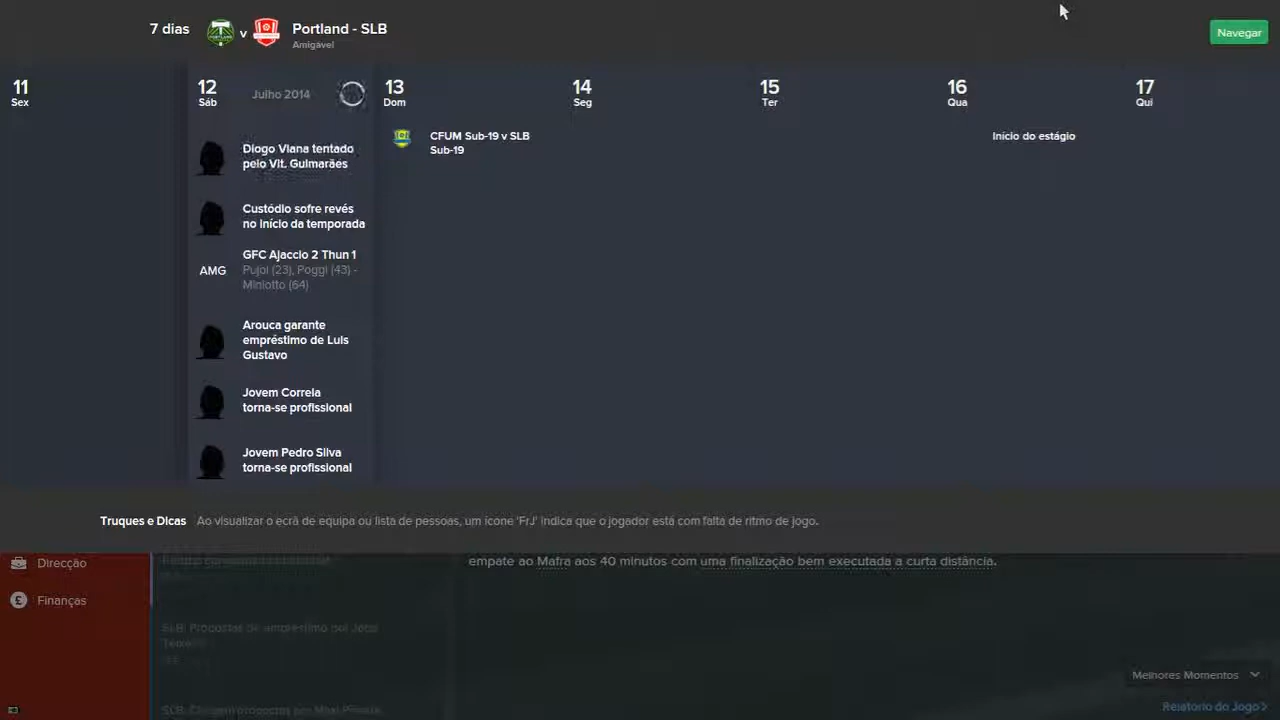 7 dias
v
Portland - SLB
Amigável
Navegar
11
Sex
12
Sáb
Julho 2014
13
Dom
14
Seg
15
Ter
16
Qua
17
Qui
Diogo Viana tentado
pelo Vit. Guimarães
Custódio sofre revés
no início da temporada
AMG
GFC Ajaccio 2 Thun 1
Pujol (23), Poggi (43) -
Miniotto (64)
Arouca garante
empréstimo de Luis
Gustavo
Jovem Correia
torna-se profissional
Jovem Pedro Silva
torna-se profissional
CFUM Sub-19 v SLB
Sub-19
Início do estágio
Truques e Dicas
Ao visualizar o ecrã de equipa ou lista de pessoas, um ícone 'FrJ' indica que o jogador está com falta de ritmo de jogo.
Direcção
Finanças
empate ao Mafra aos 40 minutos com uma finalização bem executada a curta distância.
SLB: Propostas de empréstimo por João
Teixeira
Melhores Momentos
Relatório do Jogo